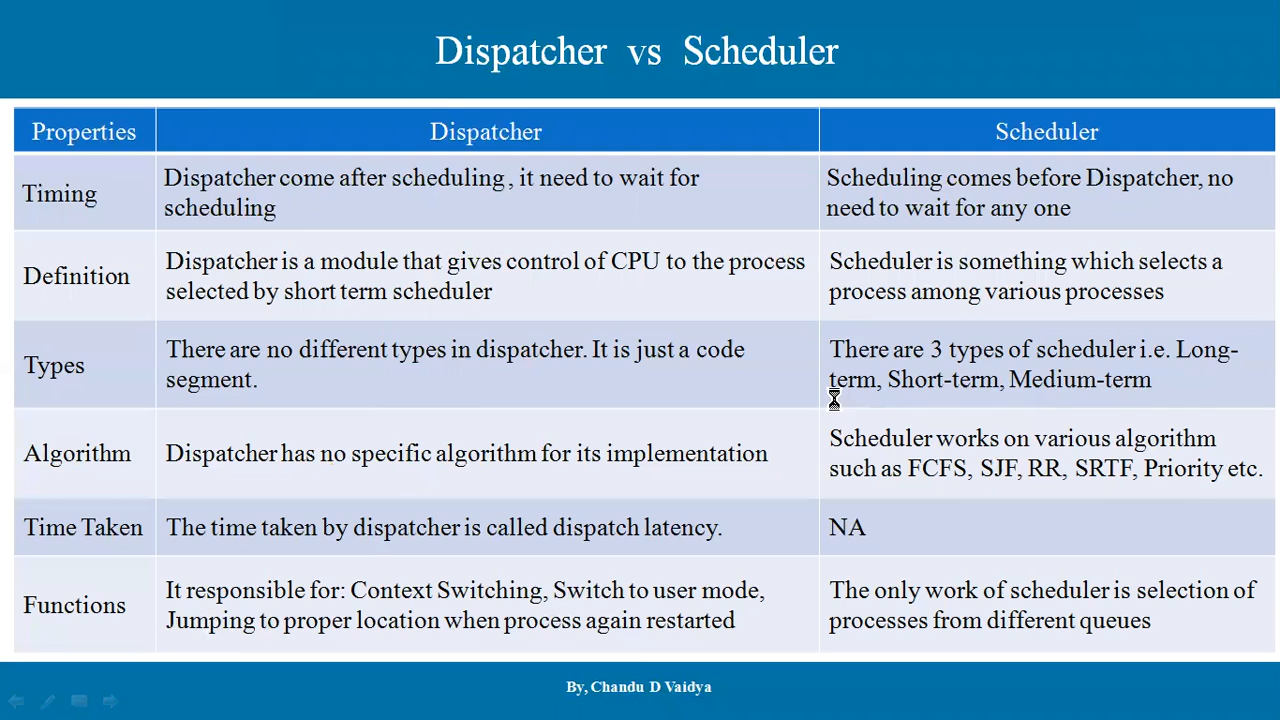 Dispatcher vs Scheduler
Properties
Dispatcher
Scheduler
Timing
Dispatcher come after scheduling , it need to wait for
scheduling
Scheduling comes before Dispatcher, no
need to wait for any one
Definition
Dispatcher is a module that gives control of CPU to the process
selected by short term scheduler
Scheduler is something which selects a
process among various processes
Types
There are no different types in dispatcher. It is just a code
segment.
There are 3 types of scheduler i.e. Long-
term, Short-term, Medium-term
Algorithm
Dispatcher has no specific algorithm for its implementation
Scheduler works on various algorithm
such as FCFS, SJF, RR, SRTF, Priority etc.
Time Taken
The time taken by dispatcher is called dispatch latency.
NA
Functions
It responsible for: Context Switching, Switch to user mode,
Jumping to proper location when process again restarted
The only work of scheduler is selection of
processes from different queues
By, Chandu D Vaidya